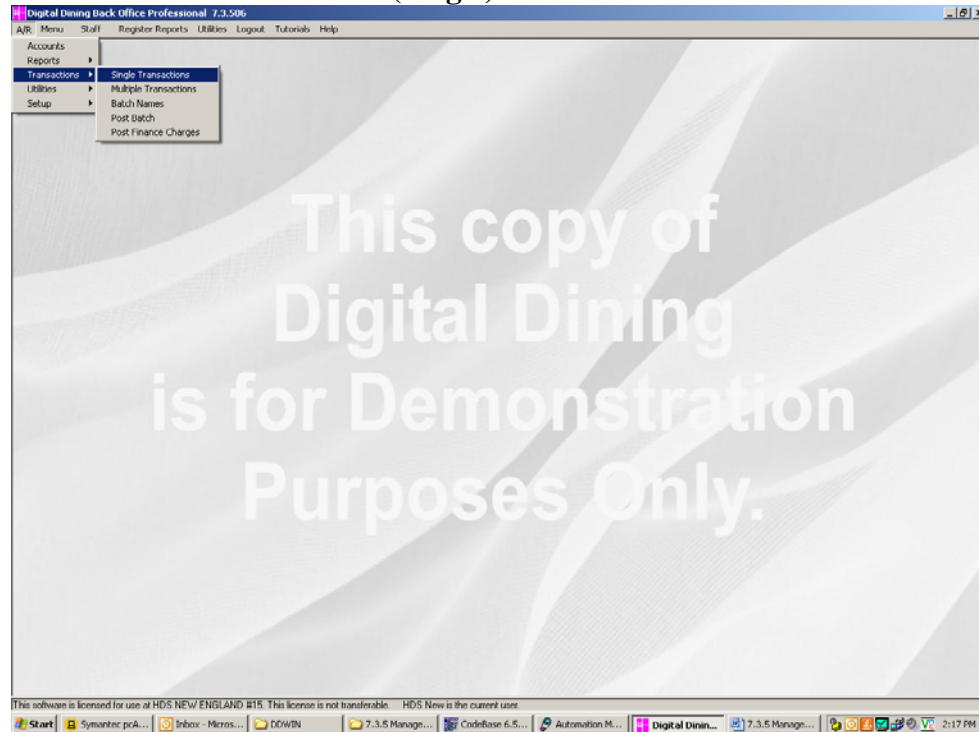 Digital Dining Back Office Professional 7.3.506
A/R Menu Staff Register Reports Utilities Logout Tutorials Help
Accounts
Reports
Transactions
Utilities
Setup
Single Transactions
Multiple Transactions
Batch Names
Post Batch
Post Finance Charges
This copy of
Digital Dining
is for Demonstration
Purposes Only.
This software is licensed for use at HDS NEW ENGLAND #15. This license is not transferable. HDS New is the current user.
Start Symantec pcA... Inbox - Micros... DDWIN 7.3.5 Manage... CodeBase 6.5... Automation M... Digital Dinin... 7.3.5 Manage... 2:17 PM